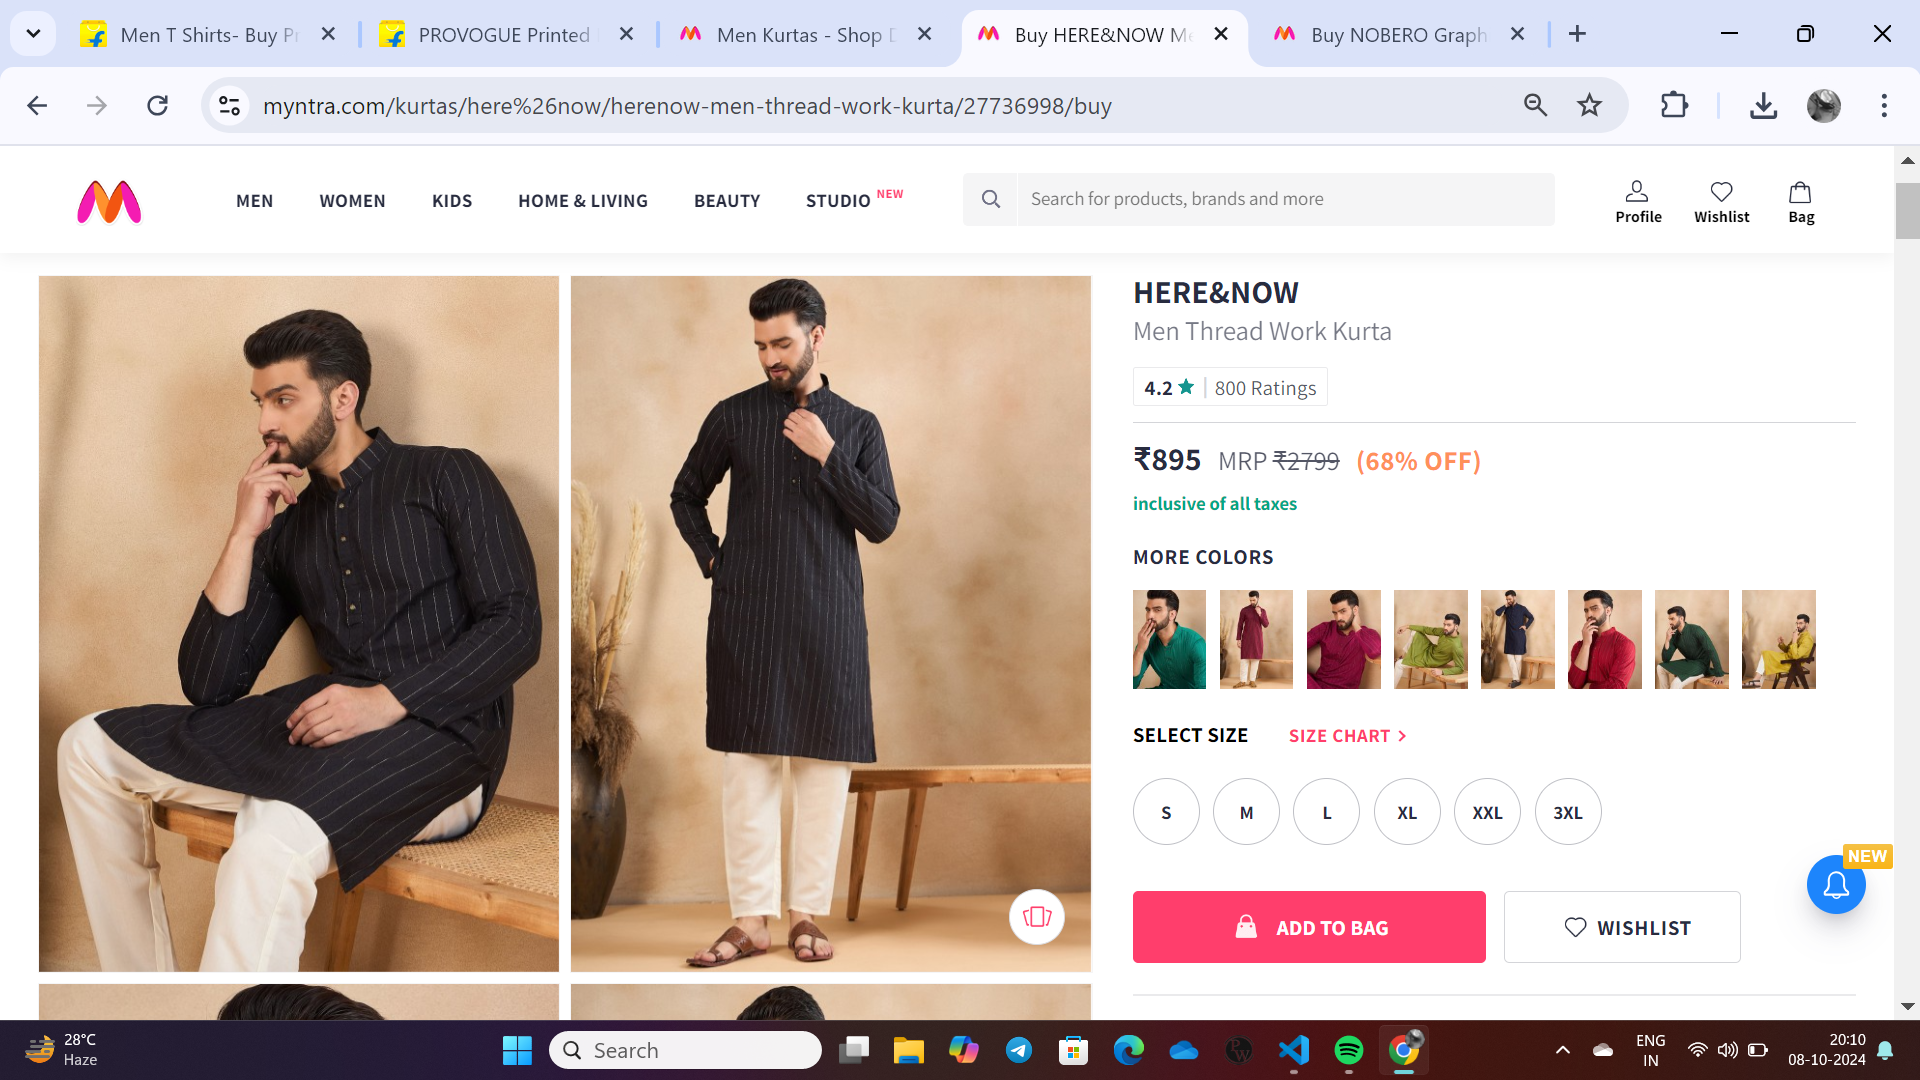 Men T Shirts- Buy Pr
PROVOGUE Printed
Men Kurtas - Shop
Buy HERE&NOW Me
Buy NOBERO Graph
myntra.com/kurtas/here%26now/herenow-men-thread-work-kurta/27736998/buy
MEN
WOMEN
KIDS
HOME & LIVING
BEAUTY
STUDIO NEW
Search for products, brands and more
Profile
Wishlist
Bag
HERE&NOW
Men Thread Work Kurta
4.2 | 800 Ratings
₹895 MRP ₹2799 (68% OFF)
inclusive of all taxes
MORE COLORS
SELECT SIZE
SIZE CHART >
S
M
L
XL
XXL
3XL
NEW
ADD TO BAG
WISHLIST
28°C
Haze
Search
ENG
IN
20:10
08-10-2024